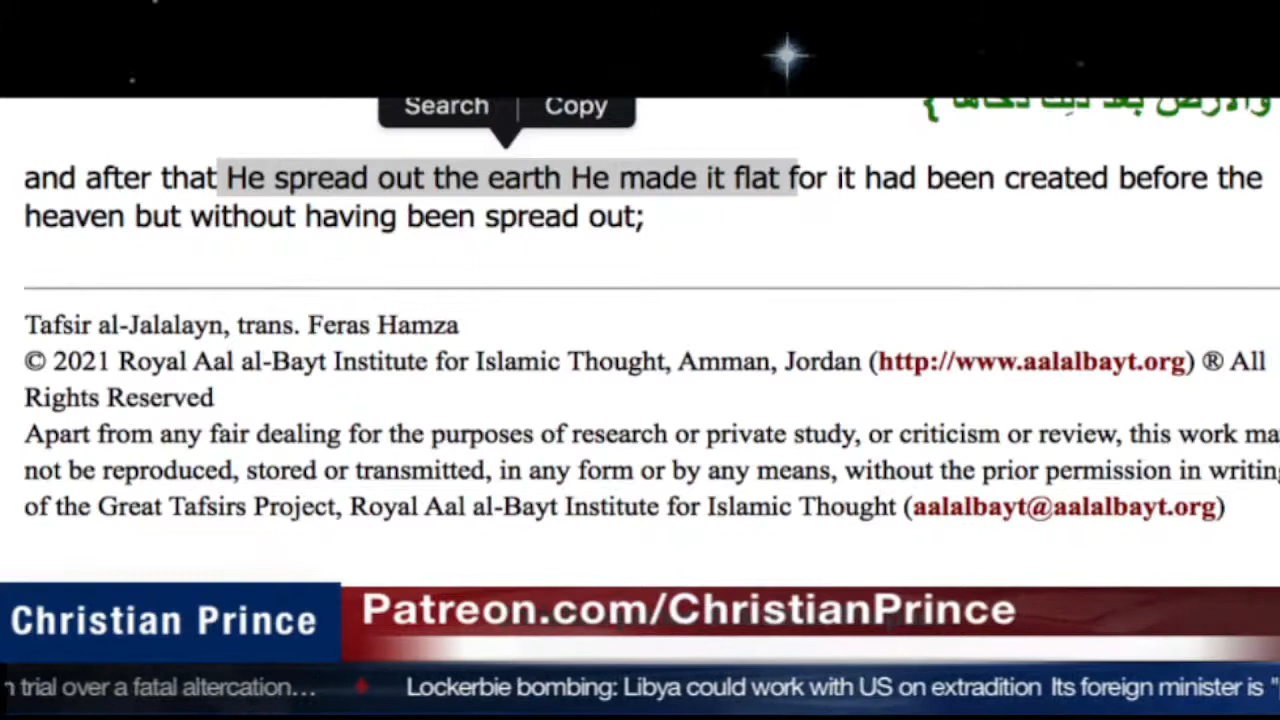 Search Copy
والأرض بعد ذلك دحاها {
and after that He spread out the earth He made it flat for it had been created before the
heaven but without having been spread out;
Tafsir al-Jalalayn, trans. Feras Hamza
© 2021 Royal Aal al-Bayt Institute for Islamic Thought, Amman, Jordan (http://www.aalalbayt.org) ® All
Rights Reserved
Apart from any fair dealing for the purposes of research or private study, or criticism or review, this work ma
not be reproduced, stored or transmitted, in any form or by any means, without the prior permission in writing
of the Great Tafsirs Project, Royal Aal al-Bayt Institute for Islamic Thought (aalalbayt@aalalbayt.org)
Christian Prince
Patreon.com/ChristianPrince
n trial over a fatal altercation... Lockerbie bombing: Libya could work with US on extradition Its foreign minister is "